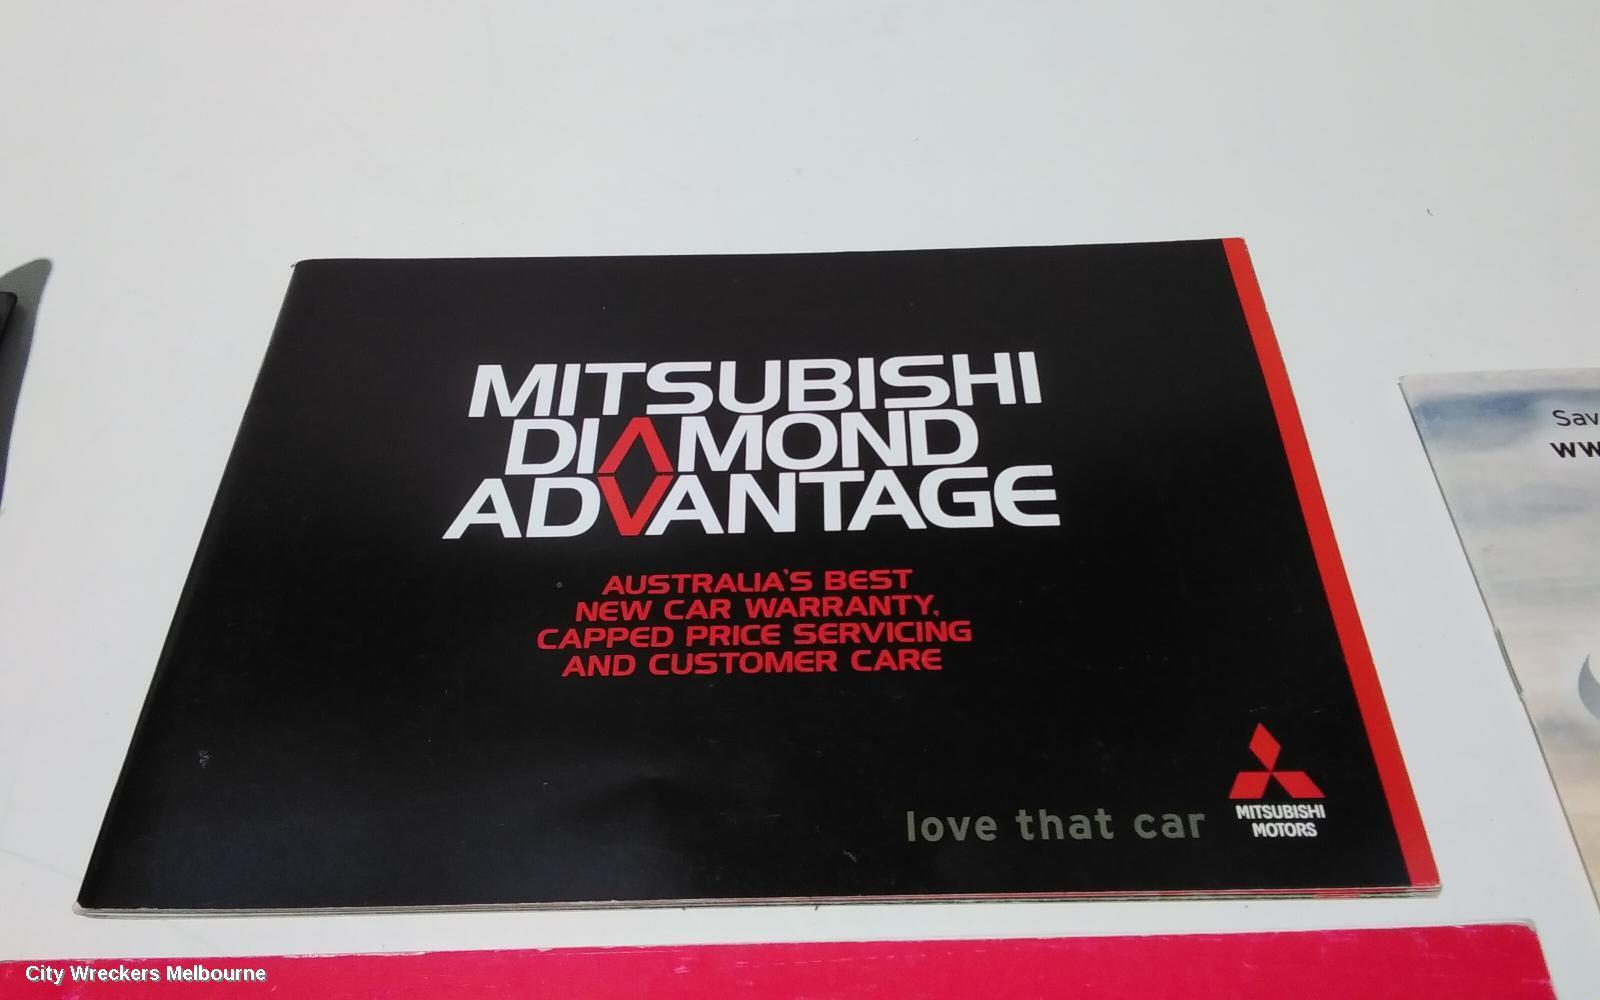 MITSUBISHI
DIAMOND
ADVANTAGE
AUSTRALIA'S BEST
NEW CAR WARRANTY,
CAPPED PRICE SERVICING
AND CUSTOMER CARE
love that car
MITSUBISHI
MOTORS
City Wreckers Melbourne